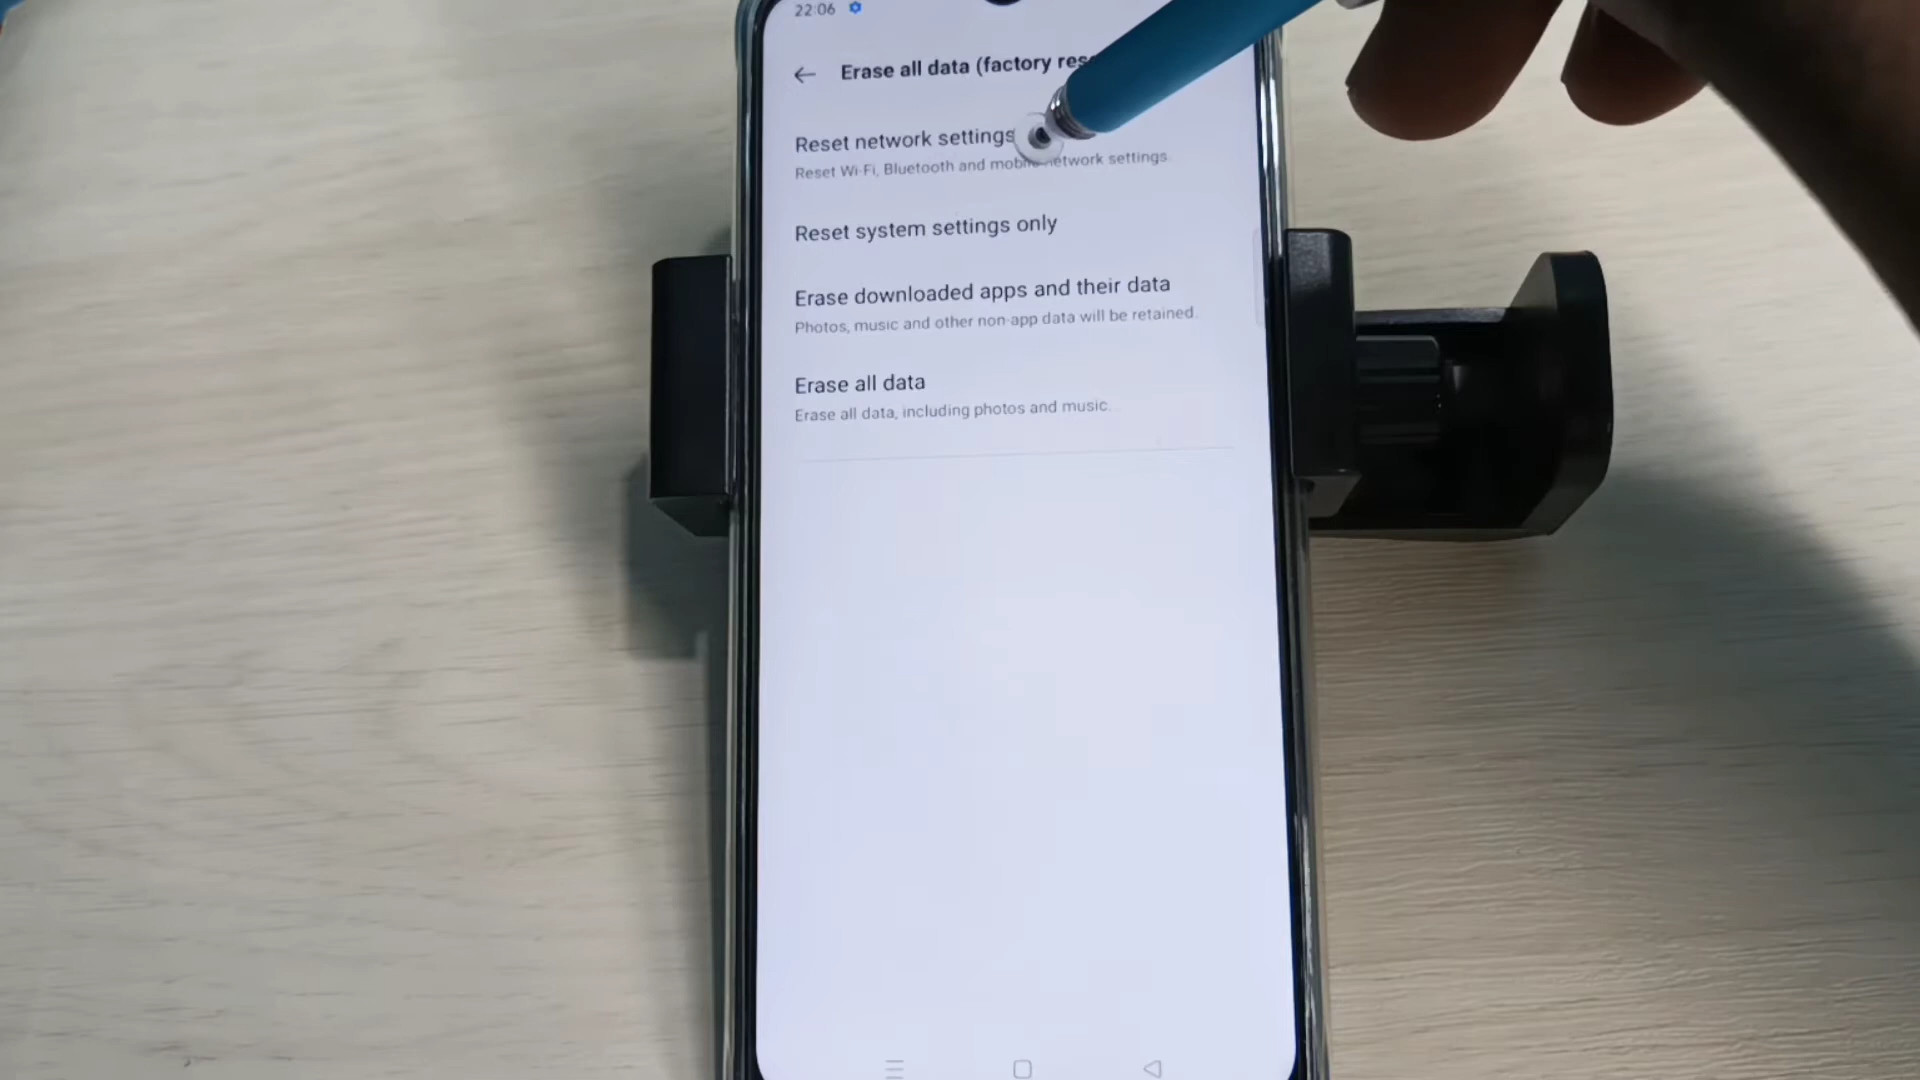 22:06
Erase all data (factory res
Reset network settings
Reset Wi-Fi, Bluetooth and mobile network settings.
Reset system settings only
Erase downloaded apps and their data
Photos, music and other non-app data will be retained.
Erase all data
Erase all data, including photos and music.